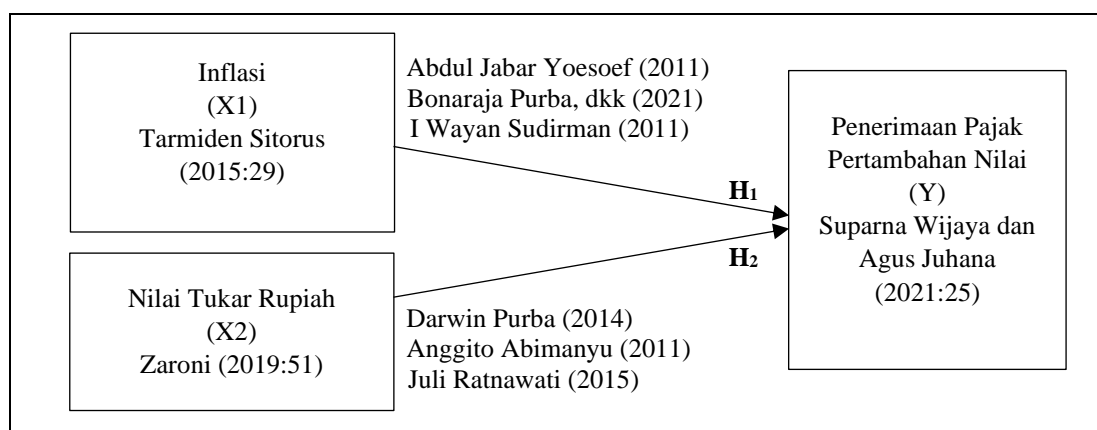 Inflasi
(X1)
Tarmiden Sitorus
(2015:29)
Abdul Jabar Yoesoef (2011)
Bonaraja Purba, dkk (2021)
I Wayan Sudirman (2011)
H1
Nilai Tukar Rupiah
(X2)
Zaroni (2019:51)
H2
Darwin Purba (2014)
Anggito Abimanyu (2011)
Juli Ratnawati (2015)
Penerimaan Pajak
Pertambahan Nilai
(Y)
Suparna Wijaya dan
Agus Juhana
(2021:25)